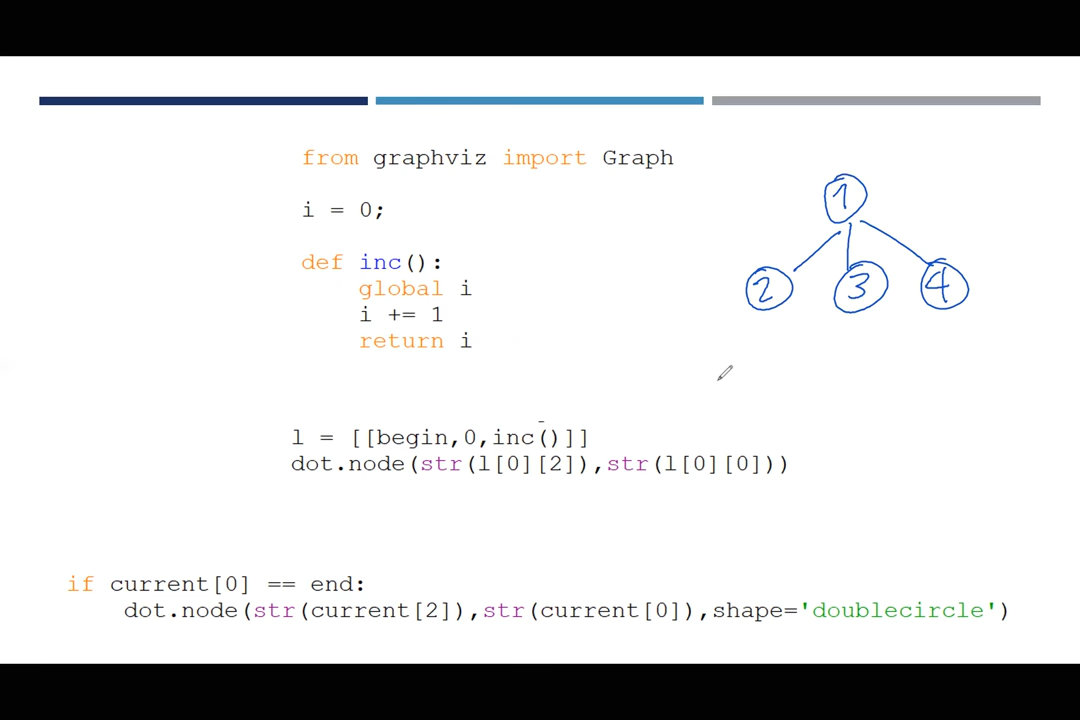 from graphviz import Graph
i = 0;
def inc():
global i
i += 1
return i
1
2 3 4
l = [[begin,0,inc()]]
dot.node(str(l[0][2]),str(l[0][0]))
if current[0] == end:
dot.node(str(current[2]),str(current[0]),shape='doublecircle')